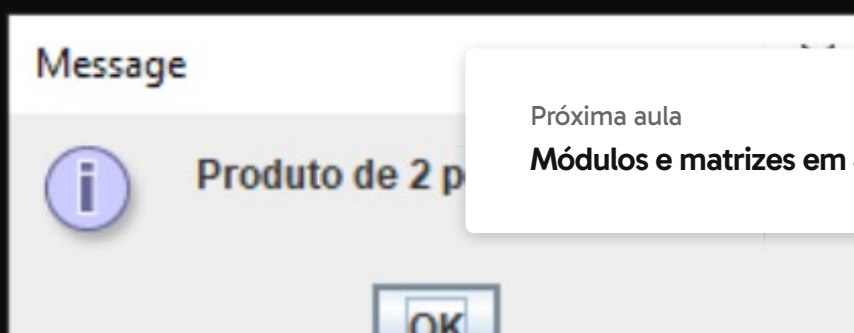 Message
Próxima aula
Módulos e matrizes em
Produto de 2
OK